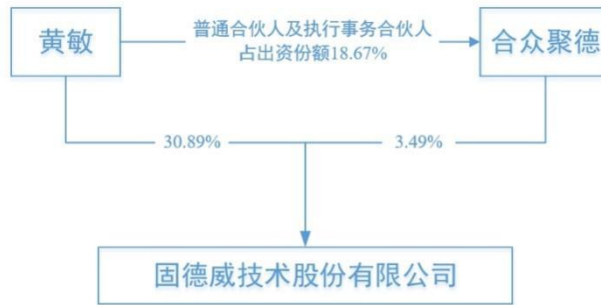 黄敏
普通合伙人及执行事务合伙人
占出资份额18.67%
合众聚德
30.89%
3.49%
固德威技术股份有限公司